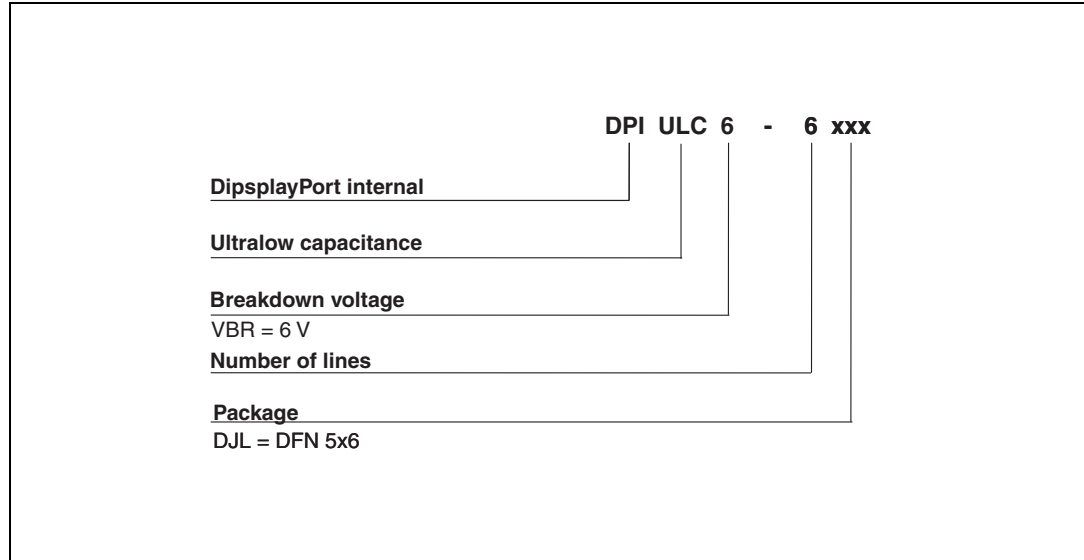 DPI ULC 6 - 6 xxx
DipsplayPort internal
Ultralow capacitance
Breakdown voltage
VBR = 6 V
Number of lines
Package
DJL = DFN 5x6